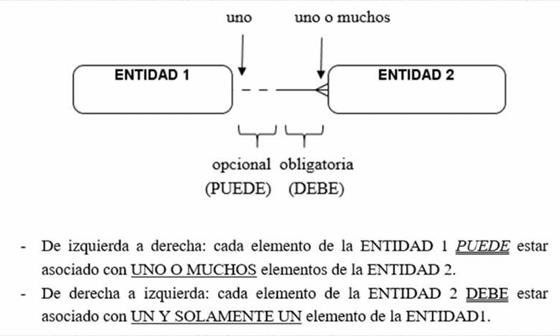 uno uno o muchos
ENTIDAD 1 ENTIDAD 2
opcional obligatoria
(PUEDE) (DEBE)
- De izquierda a derecha: cada elemento de la ENTIDAD 1 PUEDE estar
asociado con UNO O MUCHOS elementos de la ENTIDAD 2.
- De derecha a izquierda: cada elemento de la ENTIDAD 2 DEBE estar
asociado con UN Y SOLAMENTE UN elemento de la ENTIDAD1.